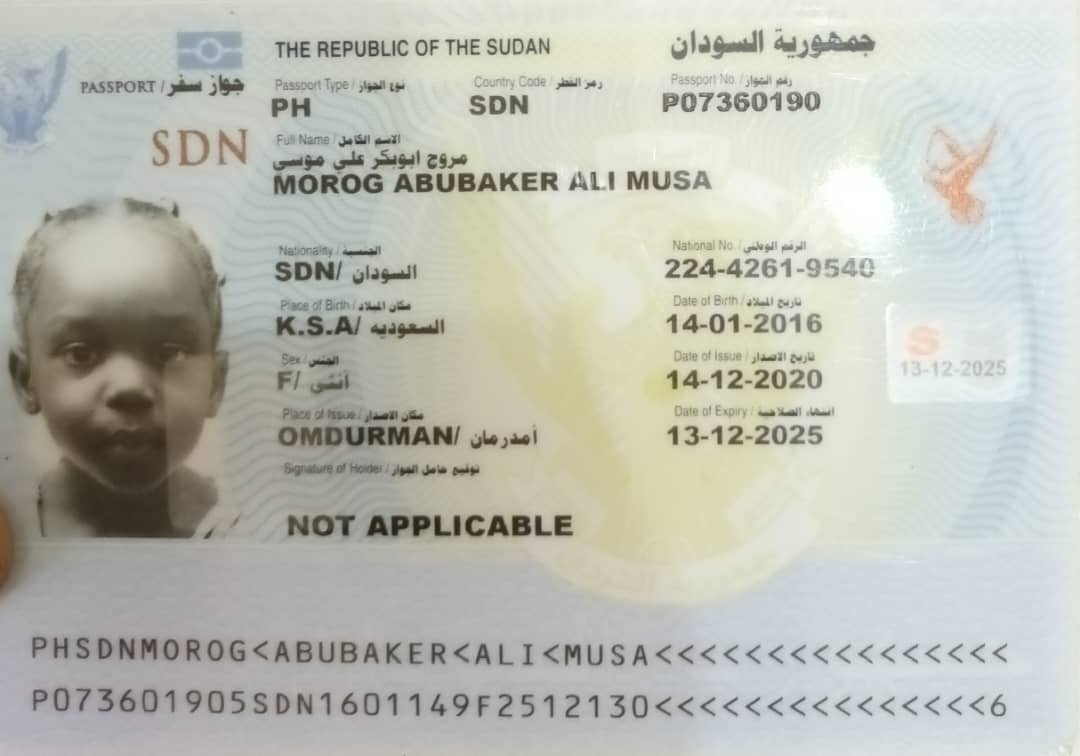 THE REPUBLIC OF THE SUDAN جمهورية السودان
PASSPORT / جواز سفر
Passport Type / نوع الجواز Country Code / رمز القطر Passport No. / رقم الجواز
PH SDN P07360190
SDN
Full Name / الاسم الكامل
مروج ابوبكر علي موسى
MOROG ABUBAKER ALI MUSA
Nationality / الجنسية National No. / الرقم الوطني
SDN/ السودان 224-4261-9540
Place of Birth / مكان الميلاد Date of Birth / تاريخ الميلاد
K.S.A/ السعوديه 14-01-2016
Sex / الجنس Date of Issue / تاريخ الاصدار
F/ أنثى 14-12-2020
S
13-12-2025
Place of Issue / مكان الاصدار Date of Expiry / انتهاء الصلاحية
OMDURMAN/ أمدرمان 13-12-2025
Signature of Holder / توقيع حامل الجواز
NOT APPLICABLE
PHSDNMOROG<ABUBAKER<ALI<MUSA<<<<<<<<<<<<<<<<
P073601905SDN1601149F2512130<<<<<<<<<<<<<<<6